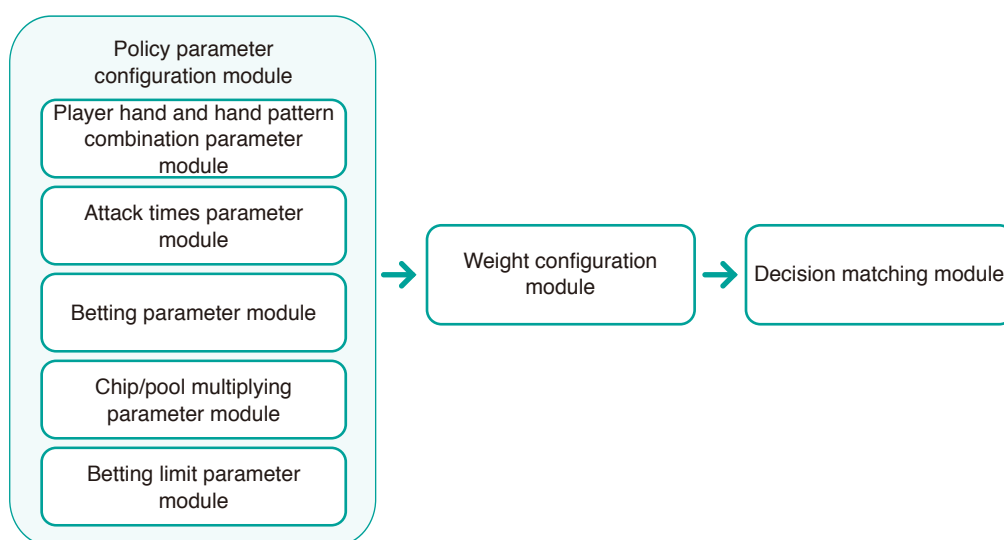 Policy parameter
configuration module
Player hand and hand pattern
combination parameter
module
Attack times parameter
module
Betting parameter module
Chip/pool multiplying
parameter module
Betting limit parameter
module
Weight configuration
module
Decision matching module